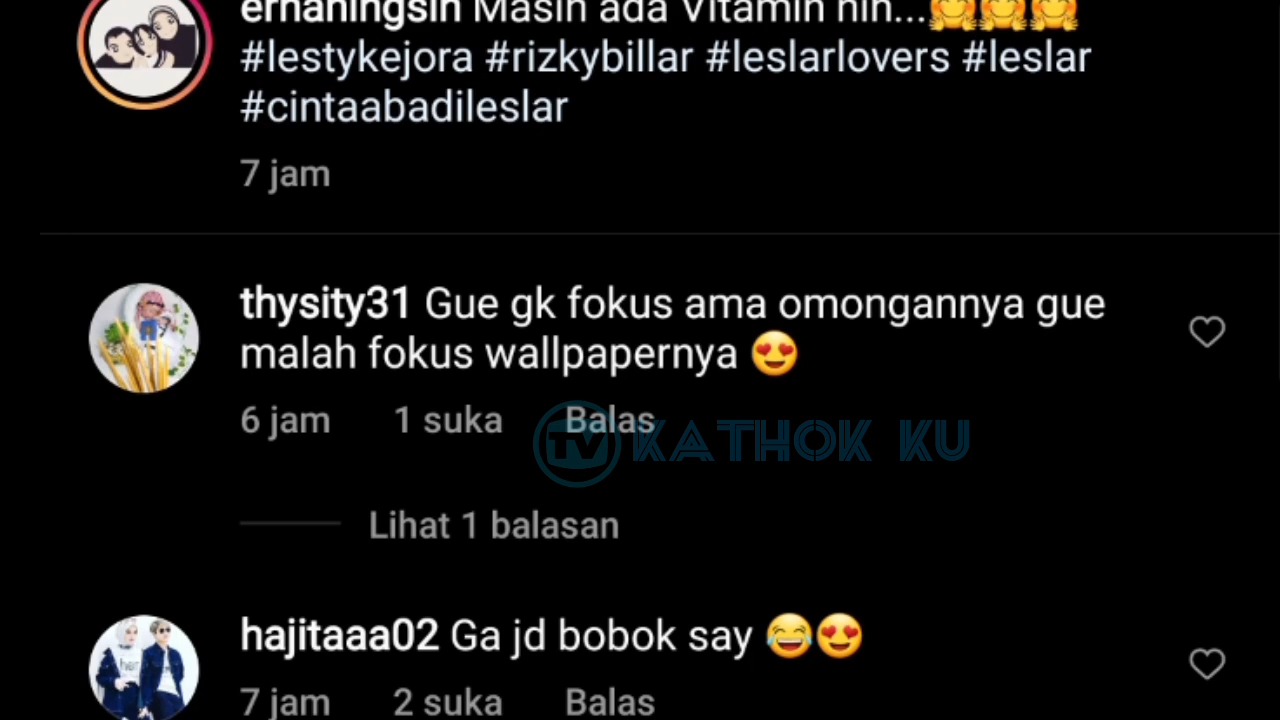 ernaningsih Masih ada Vitamin nih...🤗🤗🤗
#lestykejora #rizkybillar #leslarlovers #leslar
#cintaabadileslar
7 jam
thysity31 Gue gk fokus ama omongannya gue
malah fokus wallpapernya 😍
6 jam 1 suka Balas
TV KATHOK KU
Lihat 1 balasan
hajitaaa02 Ga jd bobok say 😂😍
7 jam 2 suka Balas